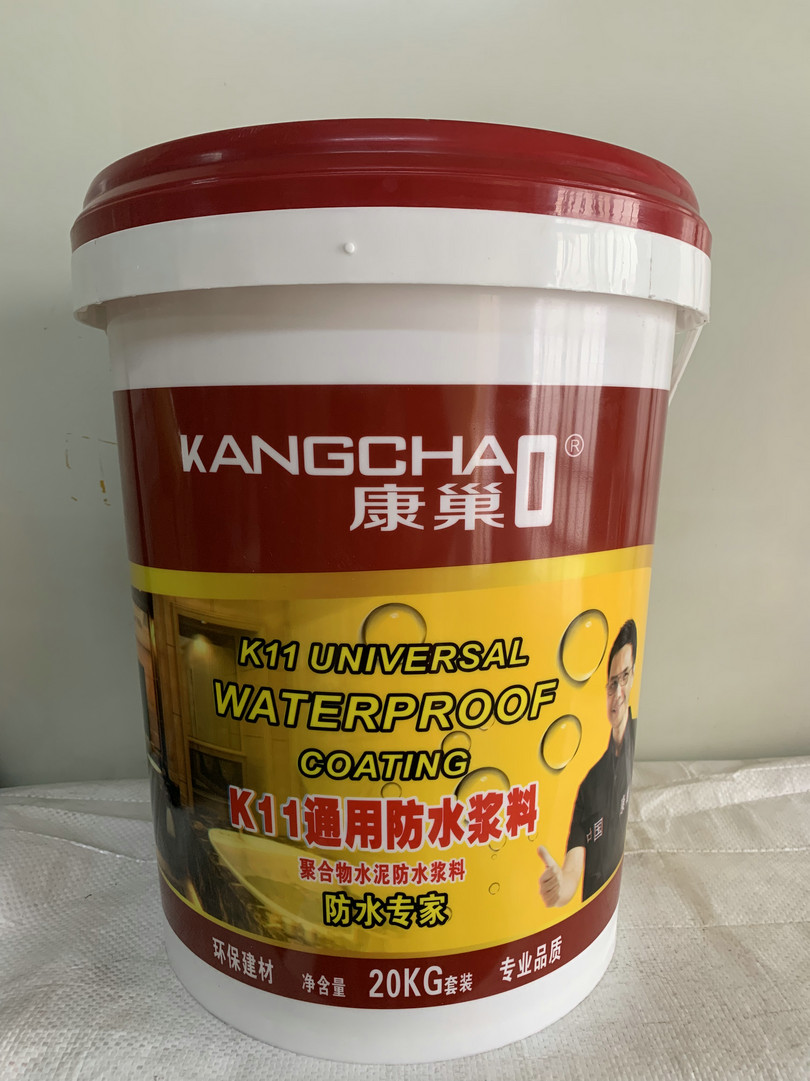 KANGCHAO®
康巢
K11 UNIVERSAL
WATERPROOF
COATING
K11通用防水浆料
聚合物水泥防水浆料
防水专家
环保建材 净含量 20KG套装 专业品质